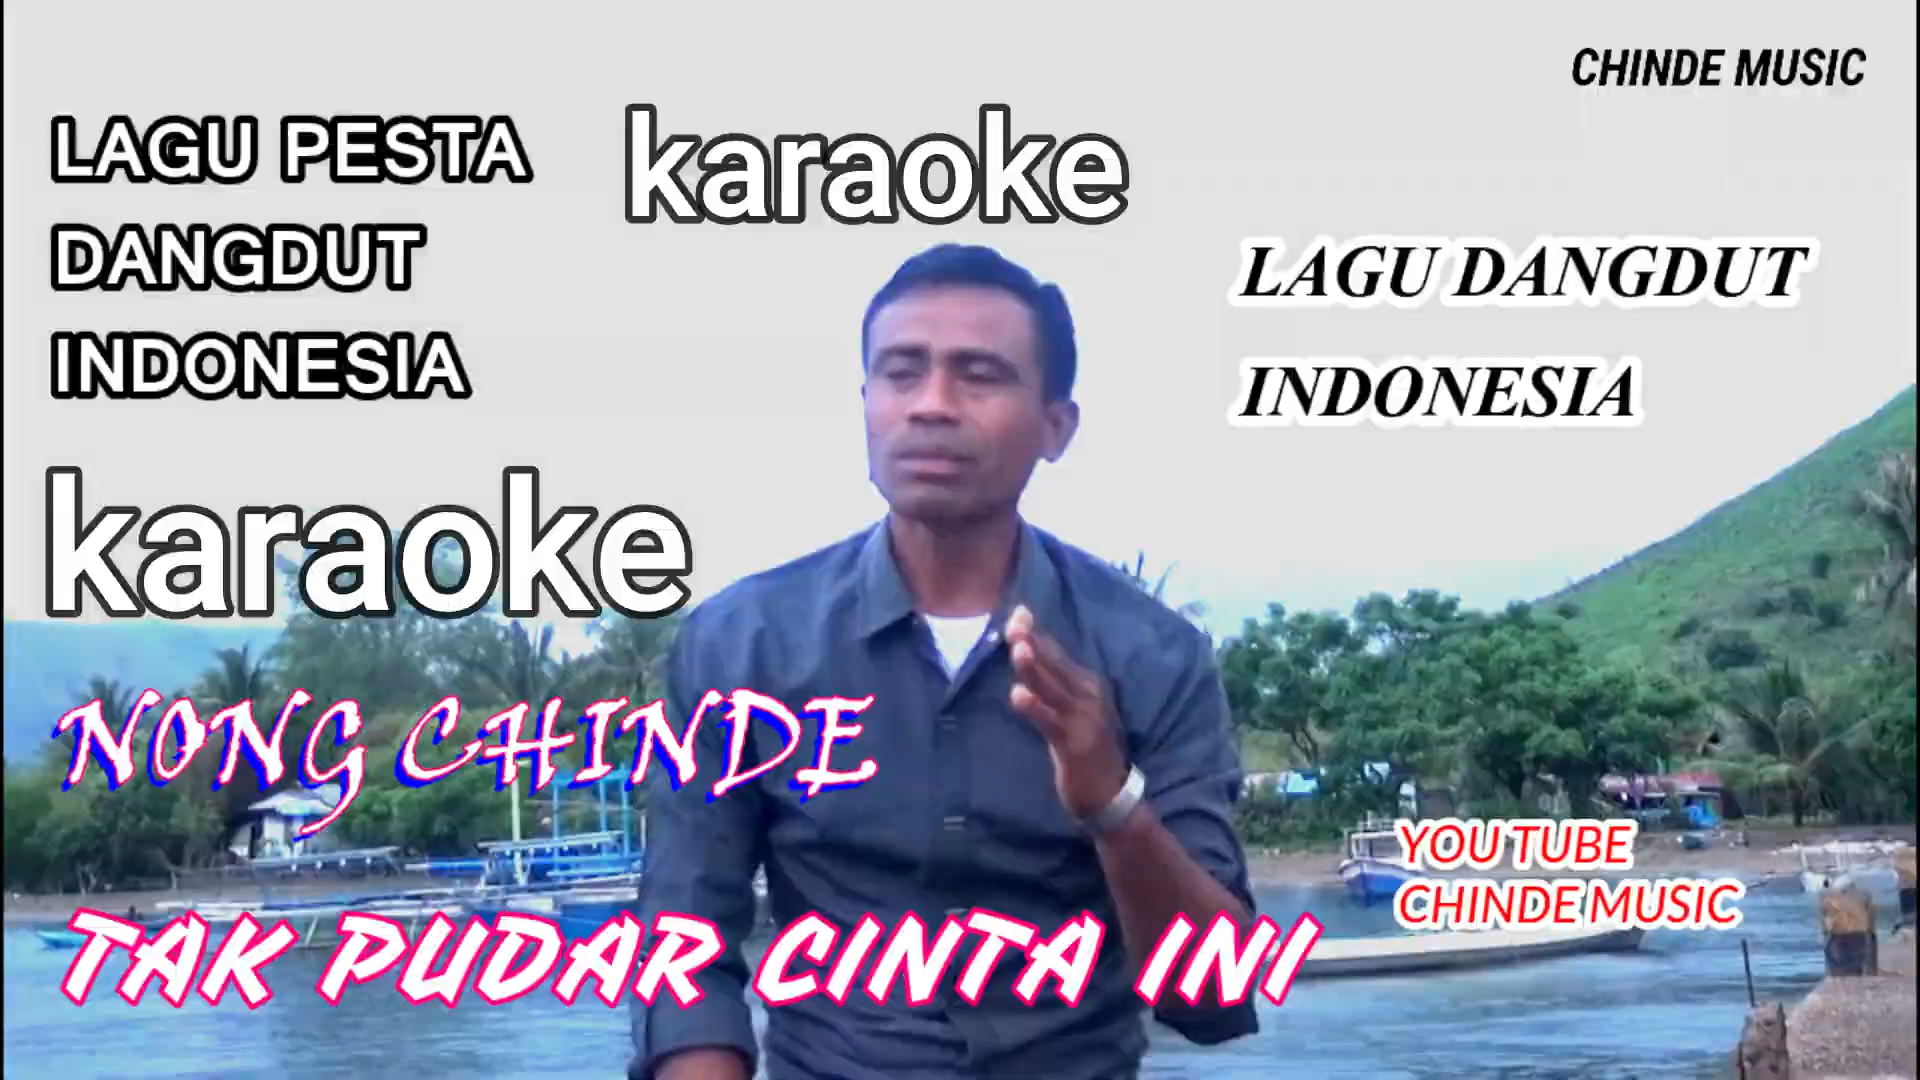 CHINDE MUSIC
LAGU PESTA
DANGDUT
INDONESIA
karaoke
LAGU DANGDUT
INDONESIA
karaoke
NONG CHINDE
YOU TUBE
CHINDE MUSIC
TAK PUDAR CINTA INI